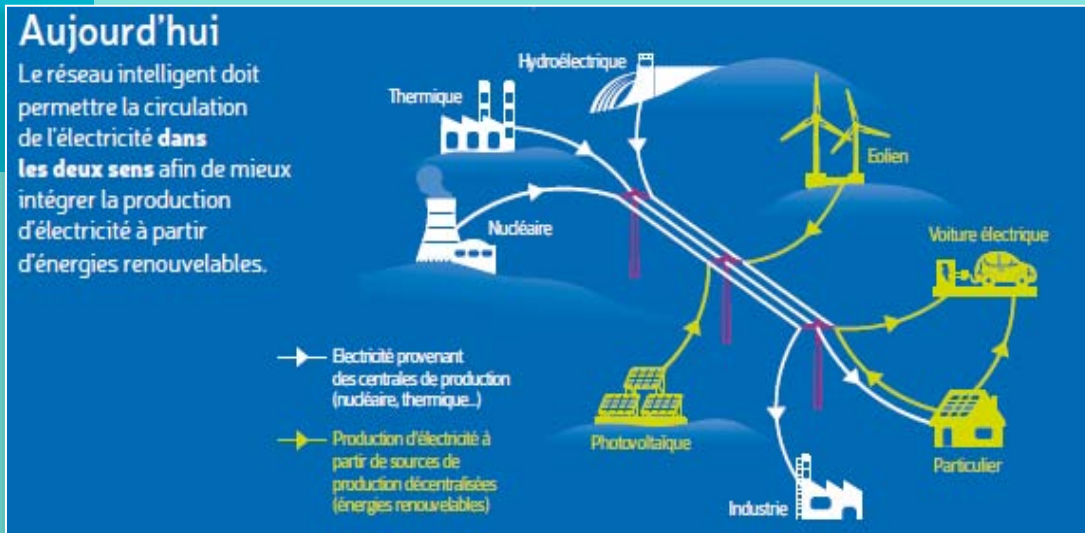 Aujourd'hui
Le réseau intelligent doit
permettre la circulation
de l'électricité dans
les deux sens afin de mieux
intégrer la production
d'électricité à partir
d'énergies renouvelables.
Hydroélectrique
Thermique
Eolien
Nucléaire
Voiture électrique
Electricité provenant
des centrales de production
(nucléaire, thermique...)
Production d'électricité à
partir de sources de
production décentralisées
(énergies renouvelables)
Photovoltaïque
Particulier
Industrie